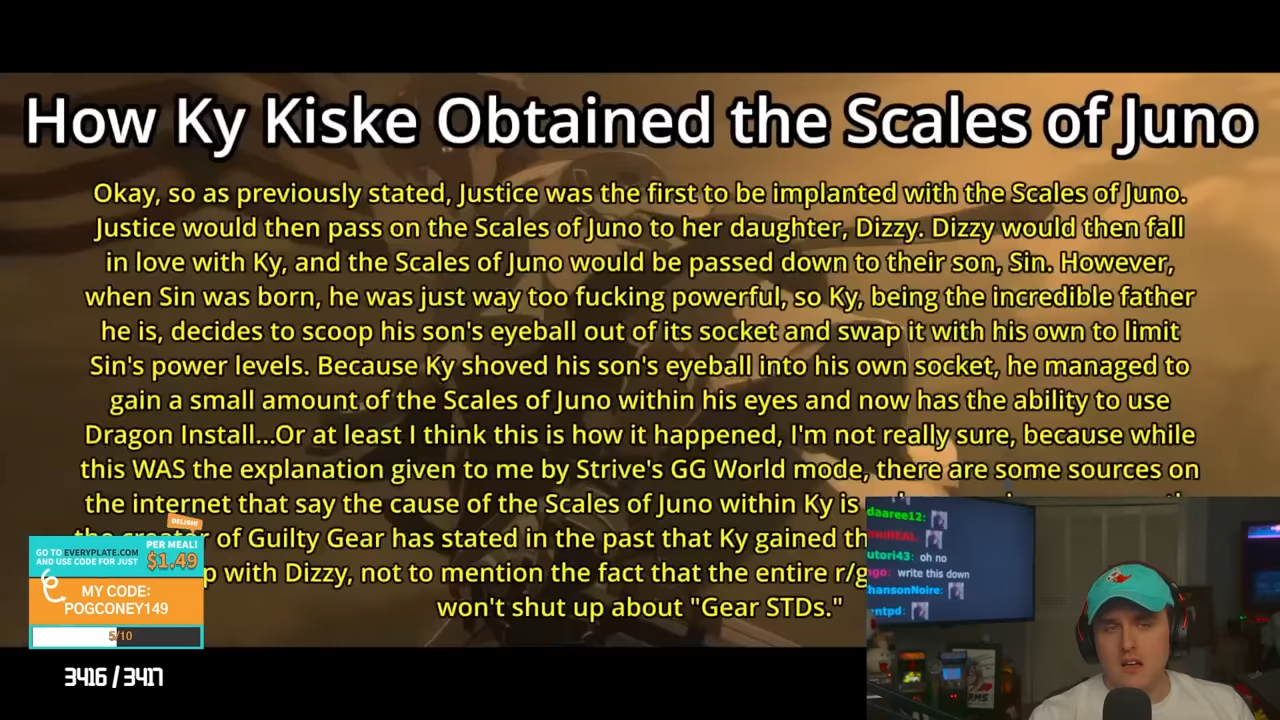 How Ky Kiske Obtained the Scales of Juno
Okay, so as previously stated, Justice was the first to be implanted with the Scales of Juno.
Justice would then pass on the Scales of Juno to her daughter, Dizzy. Dizzy would then fall
in love with Ky, and the Scales of Juno would be passed down to their son, Sin. However,
when Sin was born, he was just way too fucking powerful, so Ky, being the incredible father
he is, decides to scoop his son's eyeball out of its socket and swap it with his own to limit
Sin's power levels. Because Ky shoved his son's eyeball into his own socket, he managed to
gain a small amount of the Scales of Juno within his eyes and now has the ability to use
Dragon Install...Or at least I think this is how it happened, I'm not really sure, because while
this WAS the explanation given to me by Strive's GG World mode, there are some sources on
the internet that say the cause of the Scales of Juno within Ky is
of Guilty Gear has stated in the past that Ky gained
with Dizzy, not to mention the fact that the entire
won't shut up about "Gear STDs."
DELISH!
GO TO EVERYPLATE.COM
AND USE CODE FOR JUST
PER MEAL!
$1.49
MY CODE:
POGCONEY149
5/10
3416 / 3417
daaree12:
utori43: oh no
write this down
hansonNoire:
entpd: